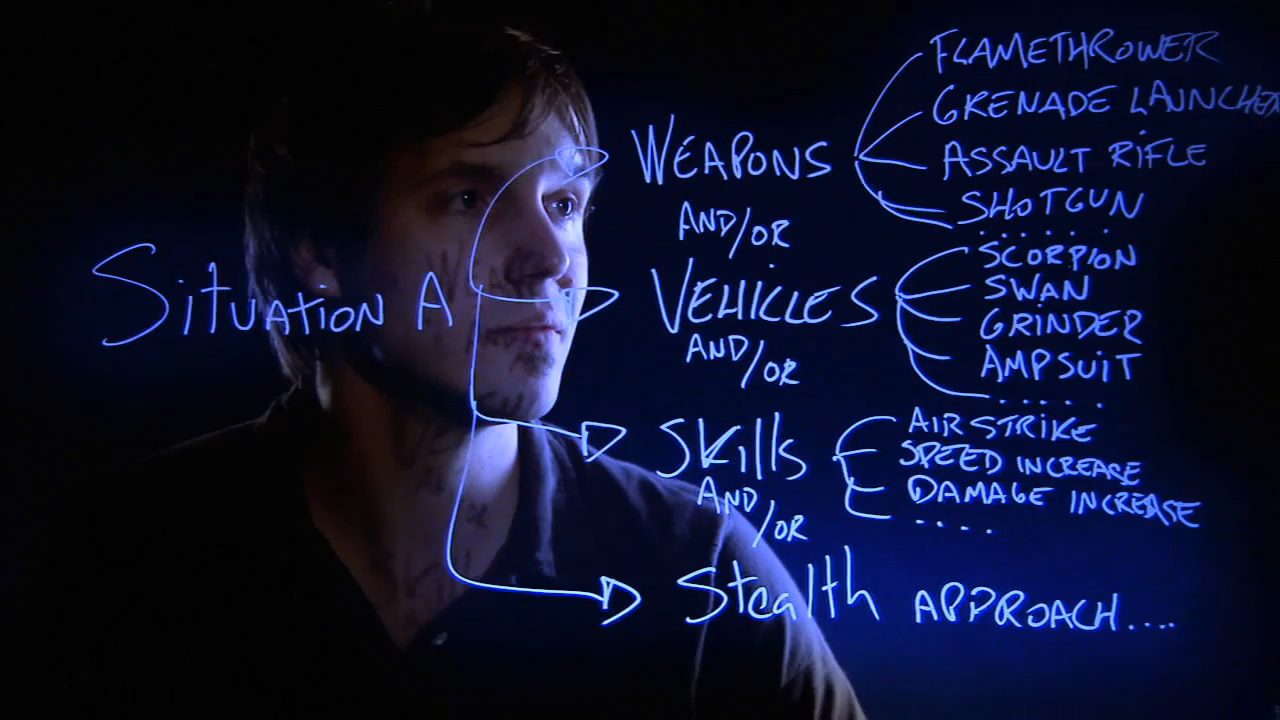 FLAMETHROWER
GRENADE LAUNCHER
WEAPONS
ASSAULT RIFLE
SHOTGUN
......
AND/OR
SCORPION
SWAN
SITUATION A
VEHICLES
GRINDER
AMPSUIT
.....
AND/OR
AIR STRIKE
Skills
SPEED INCREASE
DAMAGE INCREASE
....
AND/OR
Stealth APPROACH....